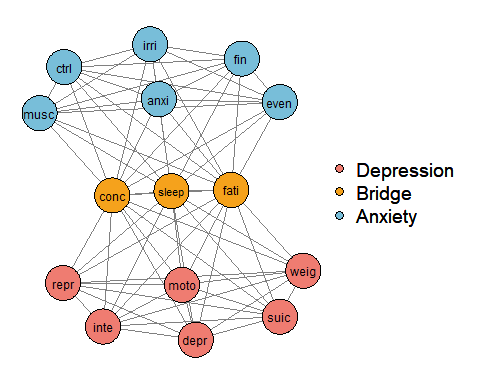 irri
fin
ctrl
anxi
even
musc
conc
sleep
fati
Depression
Bridge
Anxiety
repr
moto
weig
inte
depr
suic